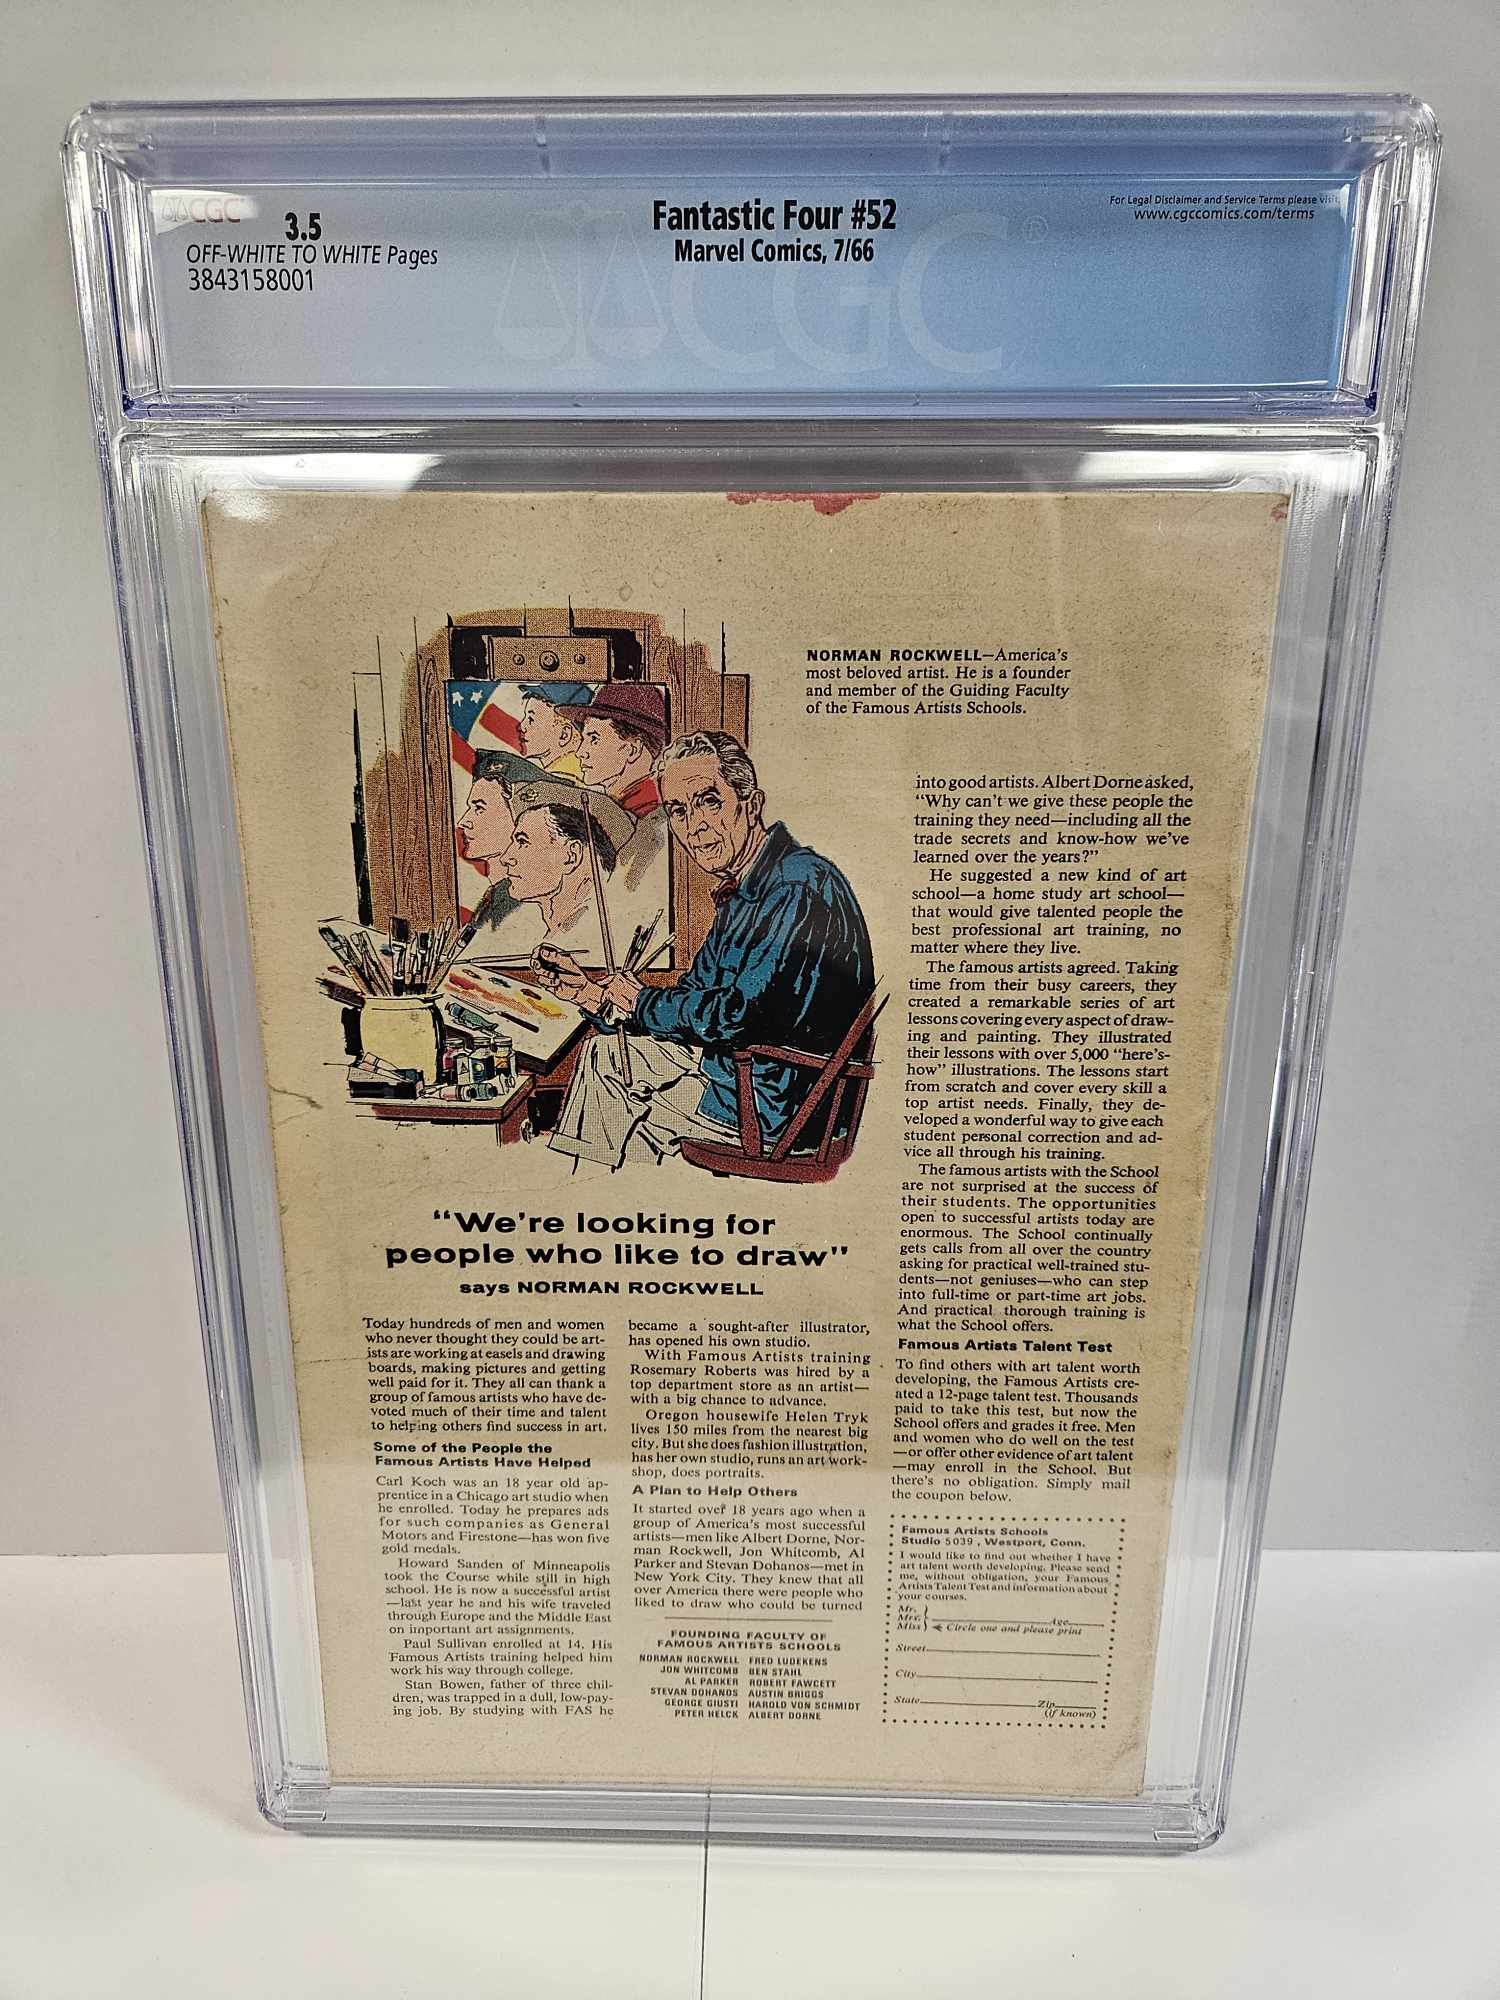 CGC
3.5
OFF-WHITE TO WHITE Pages
3843158001
Fantastic Four #52
Marvel Comics, 7/66
For Legal Disclaimer and Service Terms please visit
www.cgccomics.com/terms
CGC®
NORMAN ROCKWELL—America's
most beloved artist. He is a founder
and member of the Guiding Faculty
of the Famous Artists Schools.
"We're looking for
people who like to draw"
says NORMAN ROCKWELL
Today hundreds of men and women
who never thought they could be art-
ists are working at easels and drawing
boards, making pictures and getting
well paid for it. They all can thank a
group of famous artists who have de-
voted much of their time and talent
to helping others find success in art.
Some of the People the
Famous Artists Have Helped
Carl Koch was an 18 year old ap-
prentice in a Chicago art studio when
he enrolled. Today he prepares ads
for such companies as General
Motors and Firestone—has won five
gold medals.
Howard Sanden of Minneapolis
took the Course while still in high
school. He is now a successful artist
—last year he and his wife traveled
through Europe and the Middle East
on important art assignments.
Paul Sullivan enrolled at 14. His
Famous Artists training helped him
work his way through college.
Stan Bowen, father of three chil-
dren, was trapped in a dull, low-pay-
ing job. By studying with FAS he
became a sought-after illustrator,
has opened his own studio.
With Famous Artists training
Rosemary Roberts was hired by a
top department store as an artist—
with a big chance to advance.
Oregon housewife Helen Tryk
lives 150 miles from the nearest big
city. But she does fashion illustration,
has her own studio, runs an art work-
shop, does portraits.
A Plan to Help Others
It started over 18 years ago when a
group of America's most successful
artists—men like Albert Dorne, Nor-
man Rockwell, Jon Whitcomb, Al
Parker and Stevan Dohanos—met in
New York City. They knew that all
over America there were people who
liked to draw who could be turned
FOUNDING FACULTY OF
FAMOUS ARTISTS SCHOOLS
NORMAN ROCKWELL FRED LUDEKENS
JON WHITCOMB BEN STAHL
AL PARKER ROBERT FAWCETT
STEVAN DOHANOS AUSTIN BRIGGS
GEORGE GIUSTI HAROLD VON SCHMIDT
PETER HELCK ALBERT DORNE
into good artists. Albert Dorne asked,
"Why can't we give these people the
training they need—including all the
trade secrets and know-how we've
learned over the years?"
He suggested a new kind of art
school—a home study art school—
that would give talented people the
best professional art training, no
matter where they live.
The famous artists agreed. Taking
time from their busy careers, they
created a remarkable series of art
lessons covering every aspect of draw-
ing and painting. They illustrated
their lessons with over 5,000 "here's-
how" illustrations. The lessons start
from scratch and cover every skill a
top artist needs. Finally, they de-
veloped a wonderful way to give each
student personal correction and ad-
vice all through his training.
The famous artists with the School
are not surprised at the success of
their students. The opportunities
open to successful artists today are
enormous. The School continually
gets calls from all over the country
asking for practical well-trained stu-
dents—not geniuses—who can step
into full-time or part-time art jobs.
And practical thorough training is
what the School offers.
Famous Artists Talent Test
To find others with art talent worth
developing, the Famous Artists cre-
ated a 12-page talent test. Thousands
paid to take this test, but now the
School offers and grades it free. Men
and women who do well on the test
—or offer other evidence of art talent
—may enroll in the School. But
there's no obligation. Simply mail
the coupon below.
Famous Artists Schools
Studio 5039, Westport, Conn.
I would like to find out whether I have
art talent worth developing. Please send
me, without obligation, your Famous
Artists Talent Test and information about
your courses.
Mr.
Mrs. Age
Miss Circle one and please print
Street
City
State Zip
(if known)